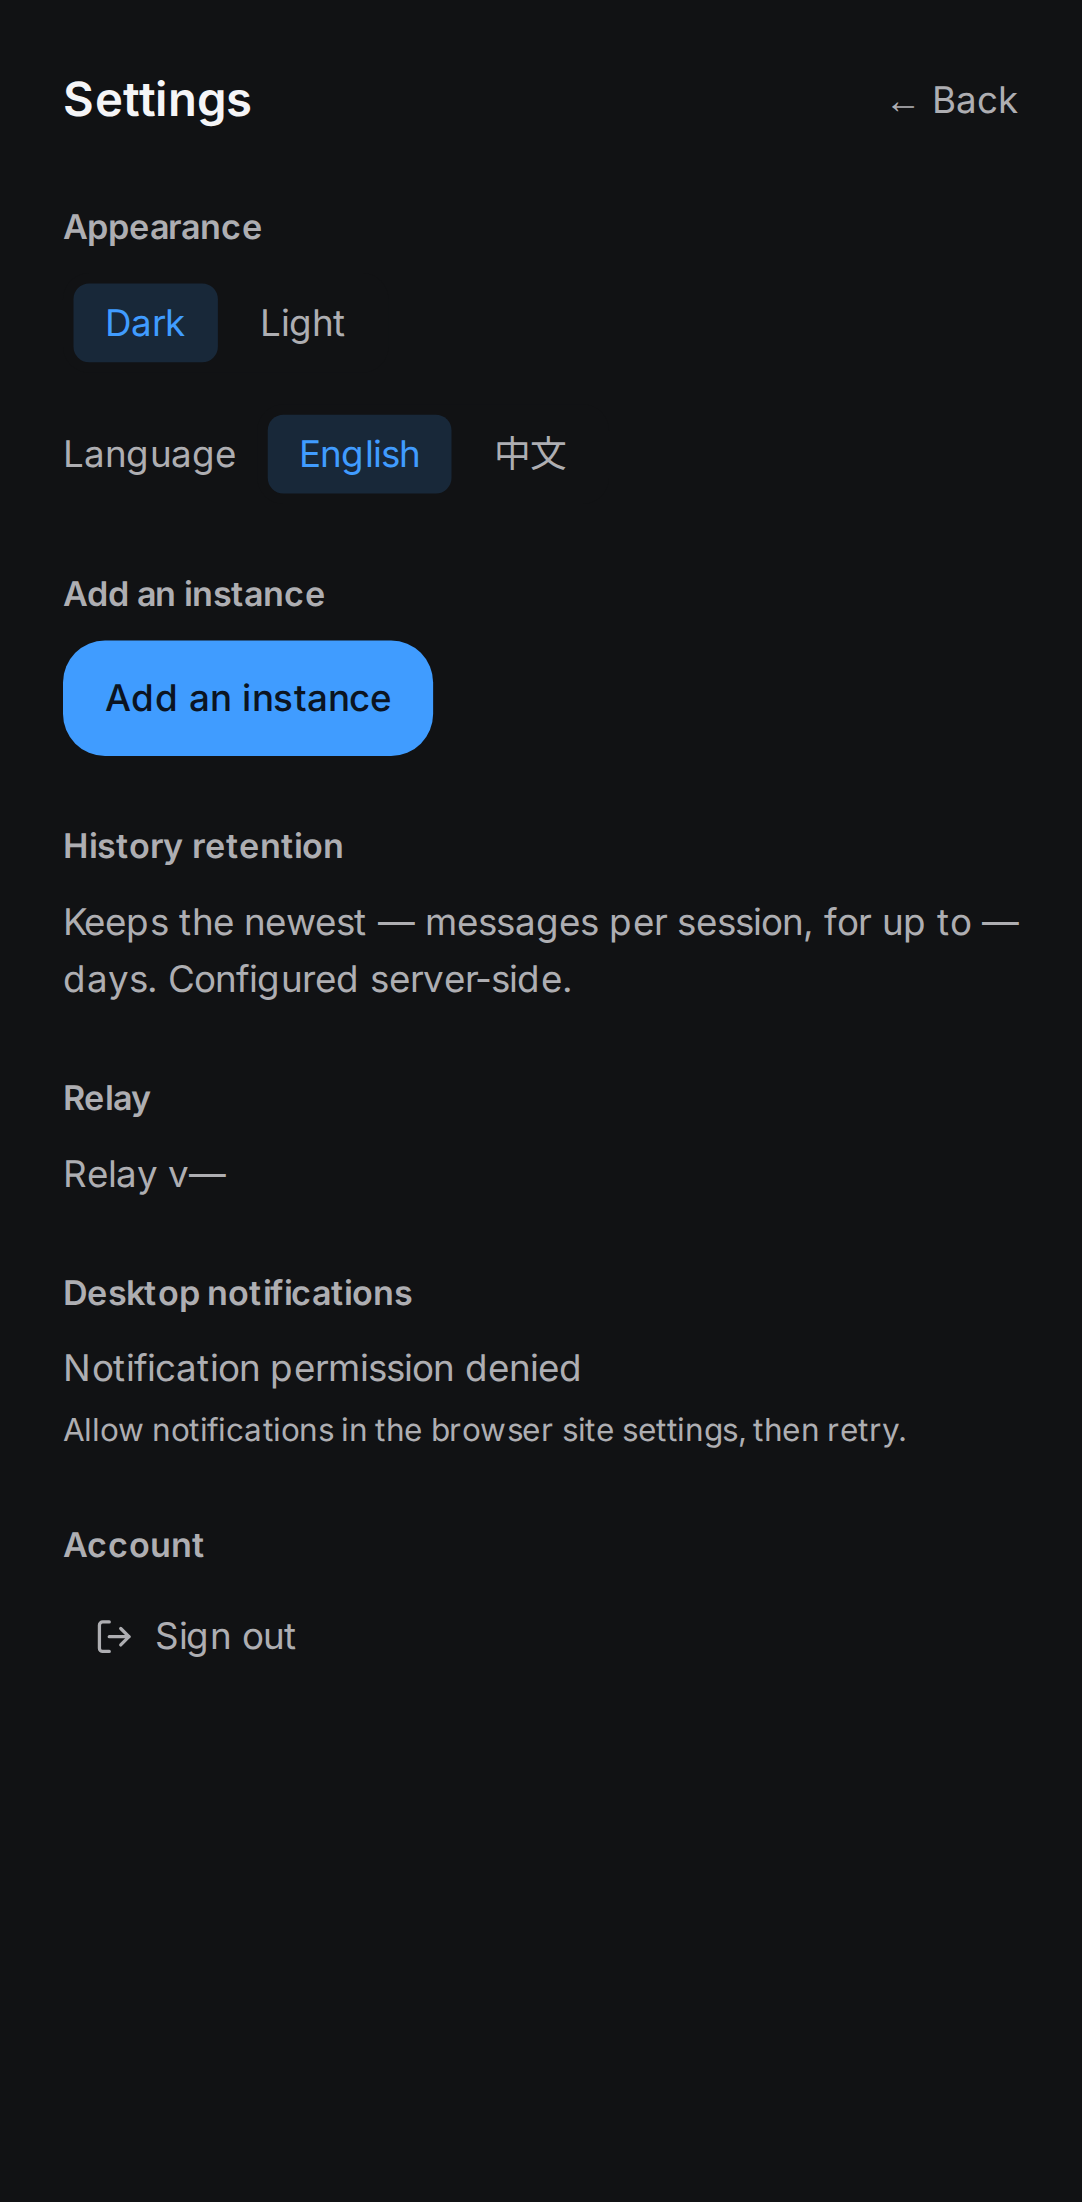 Settings
← Back
Appearance
Dark Light
Language English 中文
Add an instance
Add an instance
History retention
Keeps the newest — messages per session, for up to —
days. Configured server-side.
Relay
Relay v—
Desktop notifications
Notification permission denied
Allow notifications in the browser site settings, then retry.
Account
Sign out